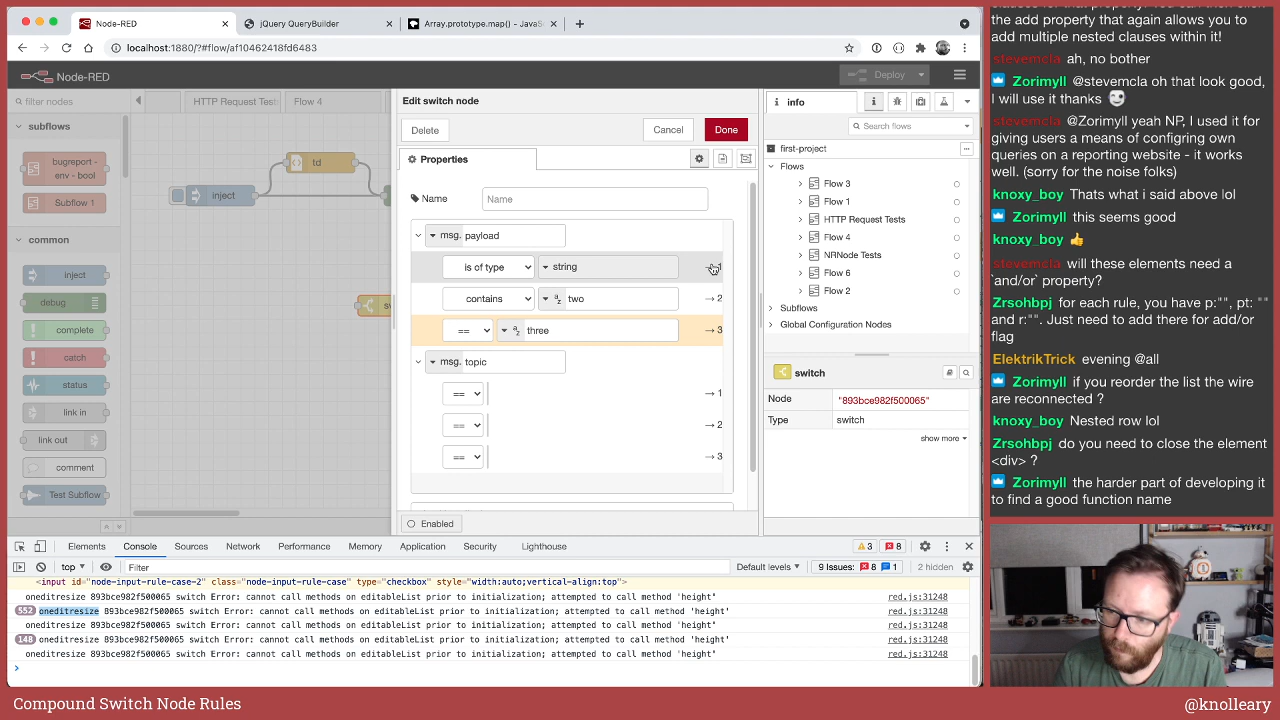 Node-RED
jQuery QueryBuilder
Array.prototype.map() - JavaS
localhost:1880/?#flow/af10462418fd6483
Node-RED
Deploy
filter nodes
HTTP Request Test
Flow 4
subflows
bugreport -
env - bool
Subflow 1
common
inject
debug
complete
catch
status
link in
link out
comment
Test Subflow
td
inject
Edit switch node
Delete
Cancel
Done
Properties
Name
Name
msg. payload
is of type
string
contains
two
→ 2
==
three
→ 3
msg. topic
==
→ 1
==
→ 2
==
→ 3
Enabled
info
Search flows
first-project
Flows
Flow 3
Flow 1
HTTP Request Tests
Flow 4
NRNode Tests
Flow 6
Flow 2
Subflows
Global Configuration Nodes
switch
Node
"893bce982f500065"
Type
switch
show more
Elements
Console
Sources
Network
Performance
Memory
Application
Security
Lighthouse
3
8
top
Filter
Default levels
9 Issues:
8
1
2 hidden
<input id="node-input-rule-case-2" class="node-input-rule-case" type="checkbox" style="width:auto;vertical-align:top">
oneditresize 893bce982f500065 switch Error: cannot call methods on editableList prior to initialization; attempted to call method 'height' red.js:31248
552 oneditresize 893bce982f500065 switch Error: cannot call methods on editableList prior to initialization; attempted to call method 'height' red.js:31248
oneditresize 893bce982f500065 switch Error: cannot call methods on editableList prior to initialization; attempted to call method 'height' red.js:31248
148 oneditresize 893bce982f500065 switch Error: cannot call methods on editableList prior to initialization; attempted to call method 'height' red.js:31248
oneditresize 893bce982f500065 switch Error: cannot call methods on editableList prior to initialization; attempted to call method 'height' red.js:31248
the add property that again allows you to
add multiple nested clauses within it!
stevemcla ah, no bother
Zorimyll @stevemcla oh that look good,
I will use it thanks
stevemcla @Zorimyll yeah NP, I used it for
giving users a means of configring own
queries on a reporting website - it works
well. (sorry for the noise folks)
knoxy_boy Thats what i said above lol
Zorimyll this seems good
knoxy_boy 👍
stevemcla will these elements need a
`and/or` property?
Zrsohbpj for each rule, you have p:"", pt: ""
and r:"". Just need to add there for add/or
flag
ElektrikTrick evening @all
Zorimyll if you reorder the list the wire
are reconnected ?
knoxy_boy Nested row lol
Zrsohbpj do you need to close the element
<div> ?
Zorimyll the harder part of developing it
to find a good function name
Compound Switch Node Rules
@knolleary